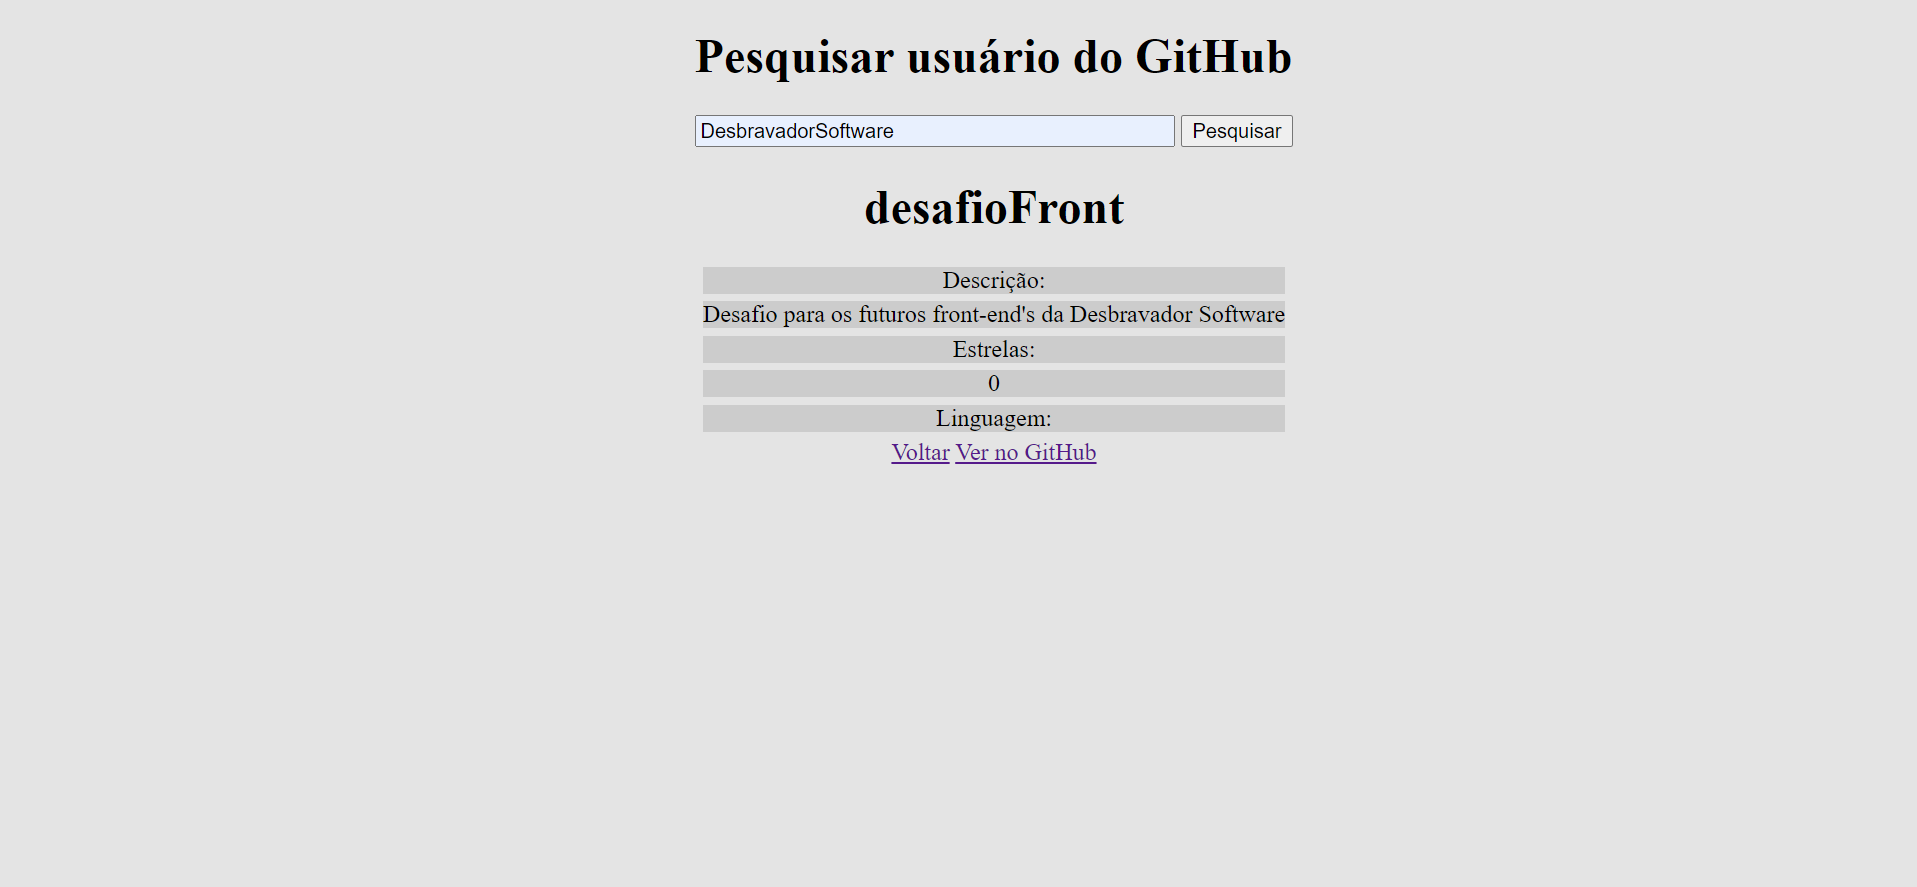 Pesquisar usuário do GitHub
DesbravadorSoftware Pesquisar
desafioFront
Descrição:
Desafio para os futuros front-end's da Desbravador Software
Estrelas:
0
Linguagem:
Voltar Ver no GitHub